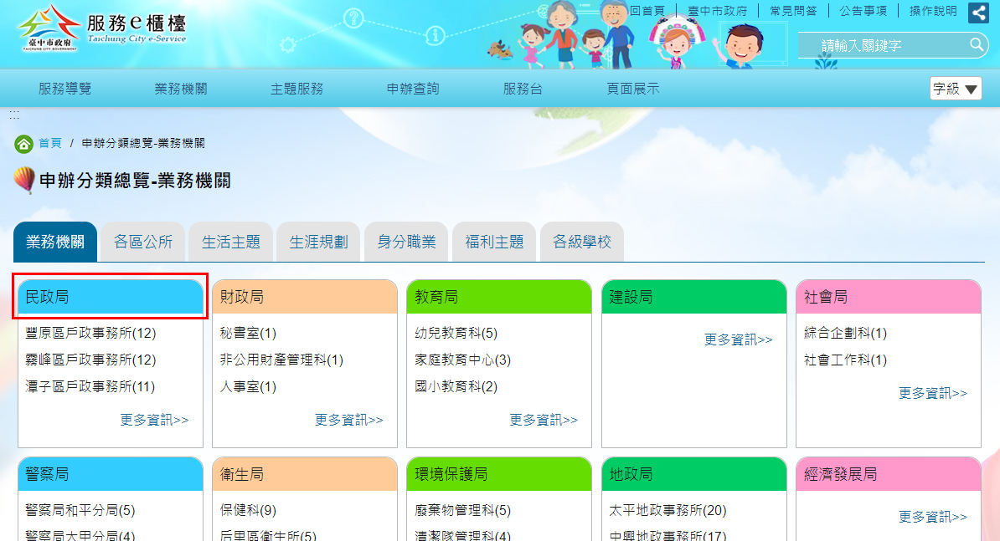 臺中市政府
TAICHUNG CITY GOVERNMENT
服務e櫃檯
Taichung City e-Service
回首頁 臺中市政府 常見問答 公告事項 操作說明
請輸入關鍵字
服務導覽 業務機關 主題服務 申辦查詢 服務台 頁面展示 字級 ▼
:::
首頁 / 申辦分類總覽-業務機關
申辦分類總覽-業務機關
業務機關 各區公所 生活主題 生涯規劃 身分職業 福利主題 各級學校
民政局
豐原區戶政事務所(12)
霧峰區戶政事務所(12)
潭子區戶政事務所(11)
更多資訊>>
財政局
秘書室(1)
非公用財產管理科(1)
人事室(1)
更多資訊>>
教育局
幼兒教育科(5)
家庭教育中心(3)
國小教育科(2)
更多資訊>>
建設局
更多資訊>>
社會局
綜合企劃科(1)
社會工作科(1)
更多資訊>>
警察局
警察局和平分局(5)
警察局大甲分局(4)
衛生局
保健科(9)
后里區衛生所(5)
環境保護局
廢棄物管理科(5)
清潔隊管理科(4)
地政局
太平地政事務所(20)
中興地政事務所(17)
經濟發展局
更多資訊>>